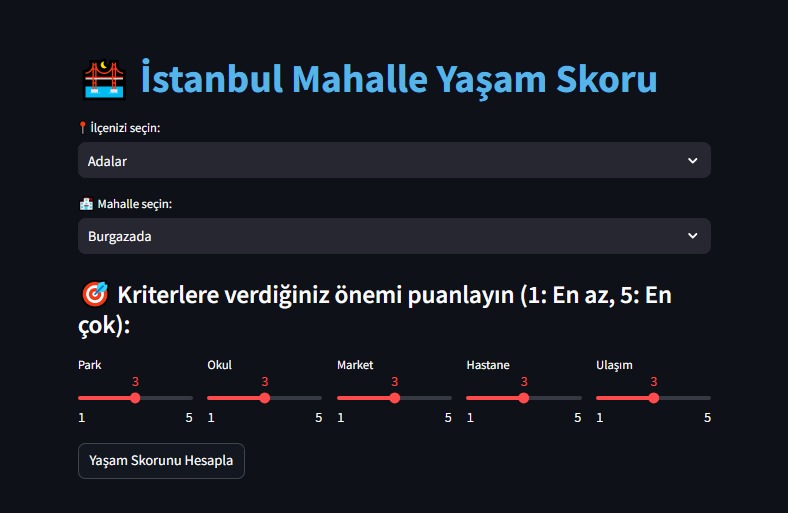 İstanbul Mahalle Yaşam Skoru
İlçenizi seçin:
Adalar
Mahalle seçin:
Burgazada
Kriterlere verdiğiniz önemi puanlayın (1: En az, 5: En
çok):
Park Okul Market Hastane Ulaşım
3 3 3 3 3
1 5 1 5 1 5 1 5 1 5
Yaşam Skorunu Hesapla